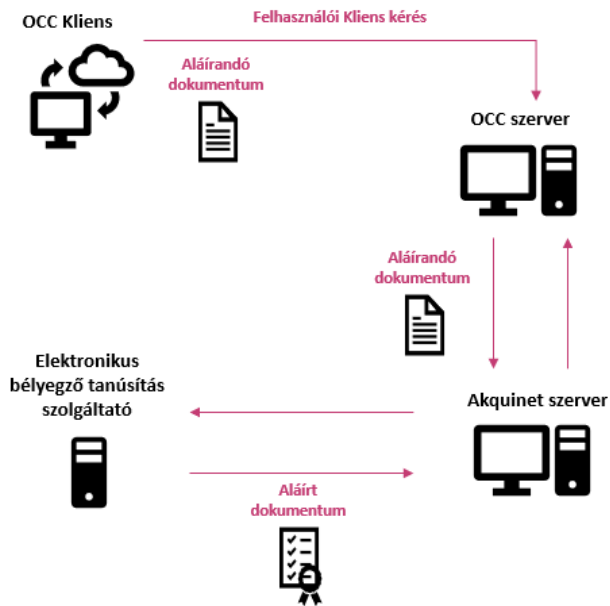 OCC Kliens
Felhasználói Kliens kérés
Aláírandó
dokumentum
OCC szerver
Aláírandó
dokumentum
Elektronikus
bélyegző tanúsítás
szolgáltató
Akquinet szerver
Aláírt
dokumentum